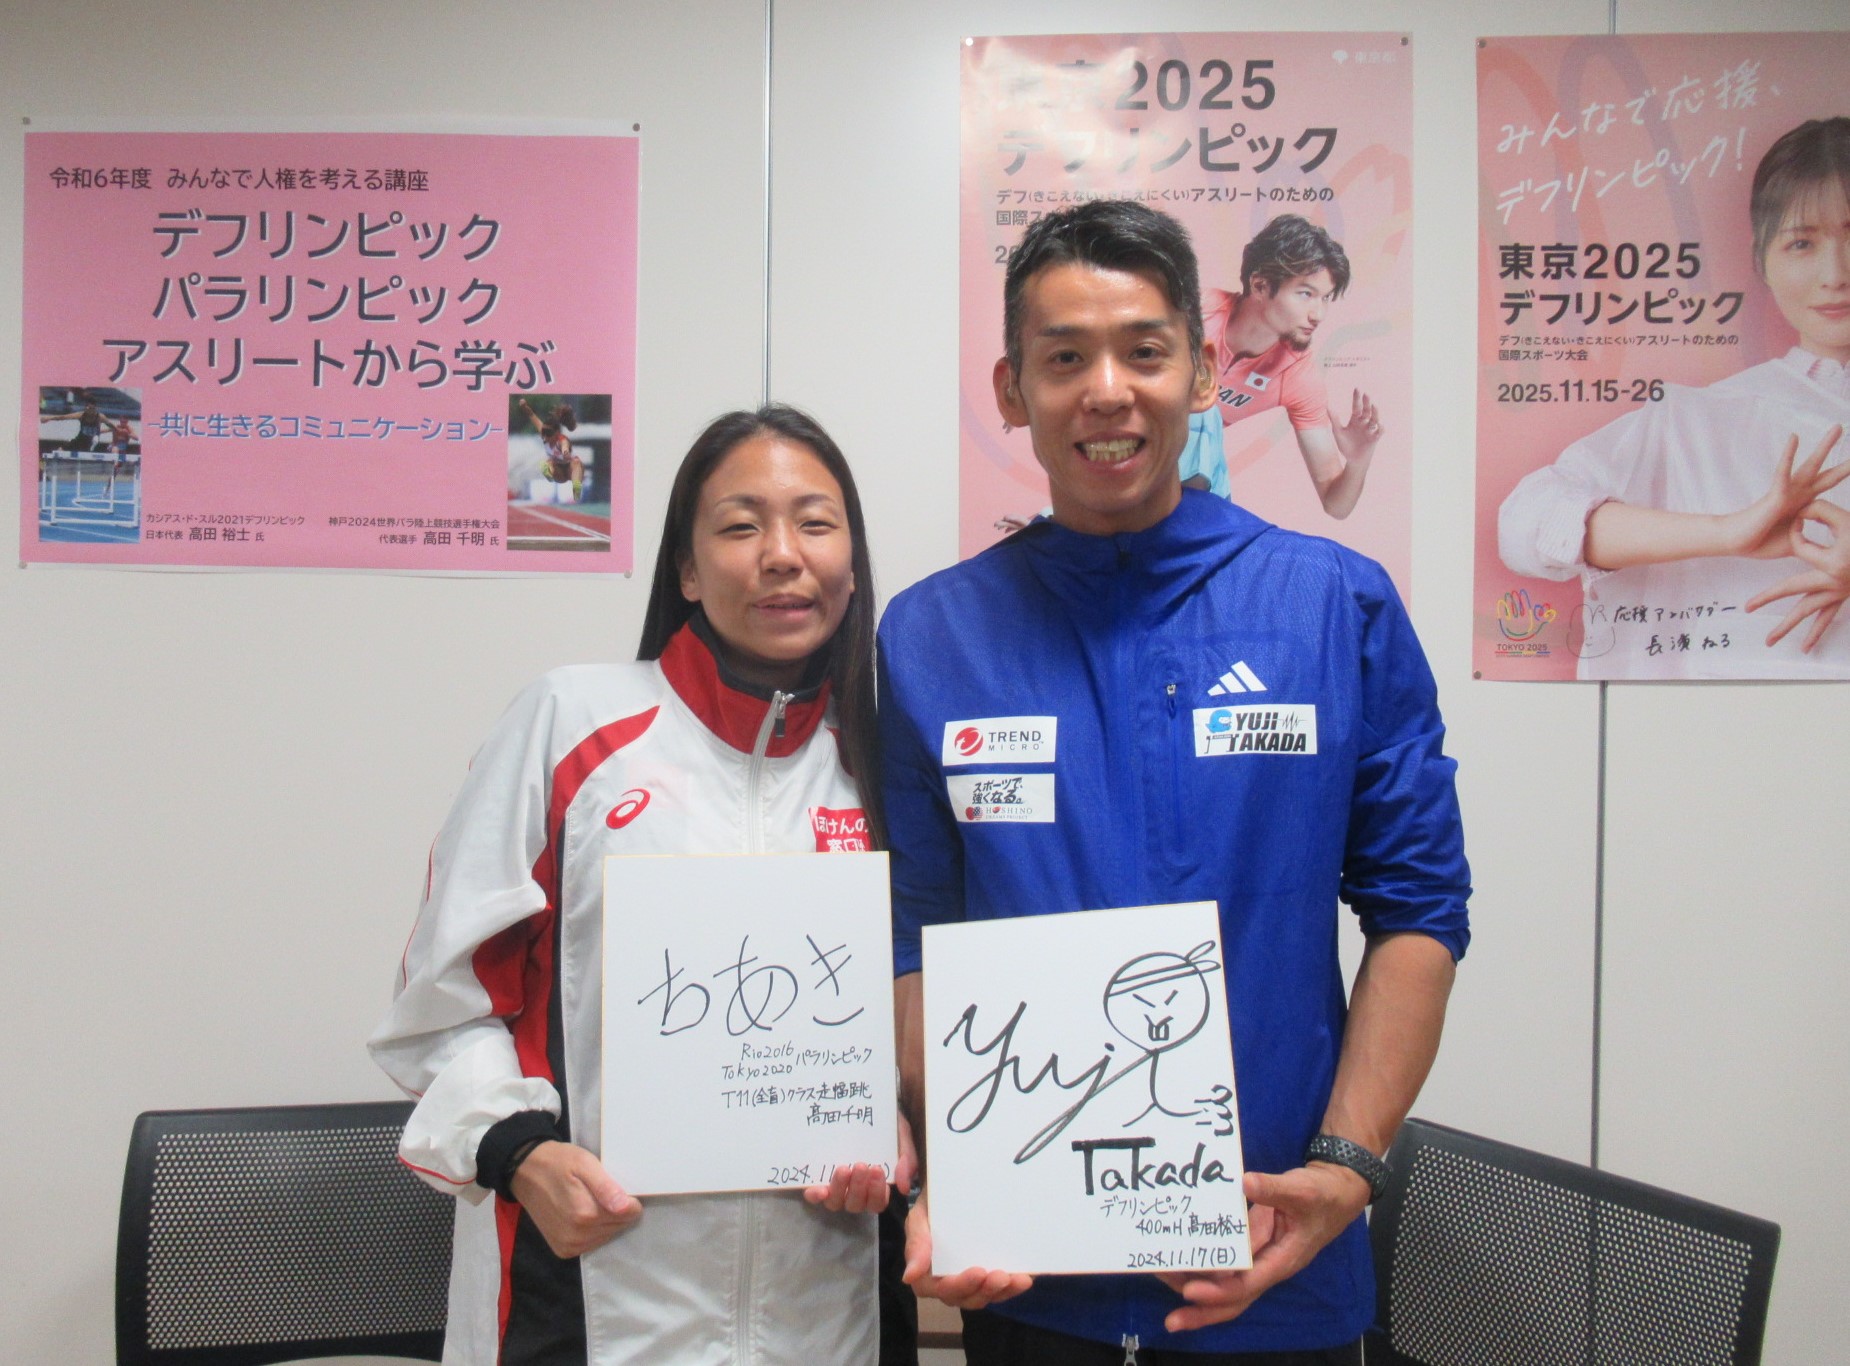 令和6年度 みんなで人権を考える講座
デフリンピック
パラリンピック
アスリートから学ぶ
-共に生きるコミュニケーション-
カシアス・ド・スル2021デフリンピック
日本代表 高田 裕士 氏
神戸2024世界パラ陸上競技選手権大会
代表選手 高田 千明 氏
東京都
東京2025
デフリンピック
デフ(きこえない・きこえにくい)アスリートのための
国際ス
みんなで応援、
デフリンピック!
東京2025
デフリンピック
デフ(きこえない・きこえにくい)アスリートのための
国際スポーツ大会
2025.11.15-26
TOKYO 2025
応援アンバサダー
長濱ねる
TREND
MICRO
スポーツで、
強くなる。
HOSHINO
DREAMS PROJECT
YUJI
TAKADA
ほけんの
窓口
ちあき
Rio2016
Tokyo2020 パラリンピック
T11(全盲)クラス走幅跳
高田千明
2024.11.
Yuji
Takada
デフリンピック
400mH 高田裕士
2024.11.17(日)